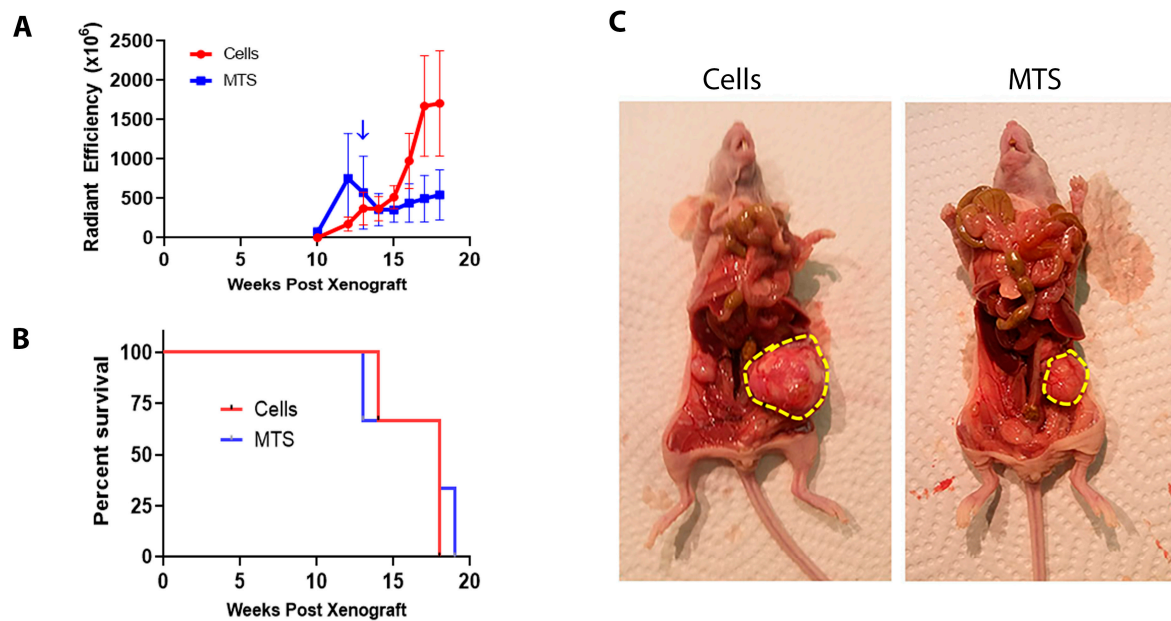 A
Radiant Efficiency (x10⁶)
2500
2000
1500
1000
500
0
Cells
MTS
0 5 10 15 20
Weeks Post Xenograft
B
Percent survival
100
75
50
25
0
Cells
MTS
0 5 10 15 20
Weeks Post Xenograft
C
Cells MTS